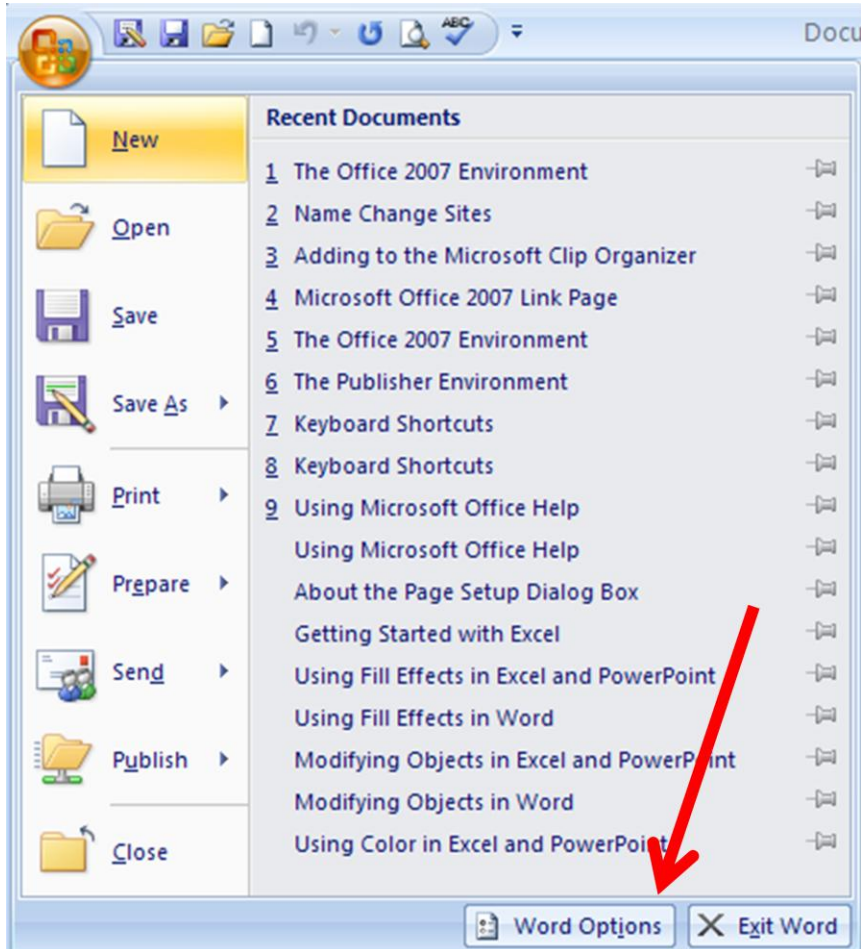 ABC
Docu
New
Open
Save
Save As
Print
Prepare
Send
Publish
Close
Recent Documents
1 The Office 2007 Environment
2 Name Change Sites
3 Adding to the Microsoft Clip Organizer
4 Microsoft Office 2007 Link Page
5 The Office 2007 Environment
6 The Publisher Environment
7 Keyboard Shortcuts
8 Keyboard Shortcuts
9 Using Microsoft Office Help
Using Microsoft Office Help
About the Page Setup Dialog Box
Getting Started with Excel
Using Fill Effects in Excel and PowerPoint
Using Fill Effects in Word
Modifying Objects in Excel and PowerPoint
Modifying Objects in Word
Using Color in Excel and PowerPoint
Word Options
Exit Word